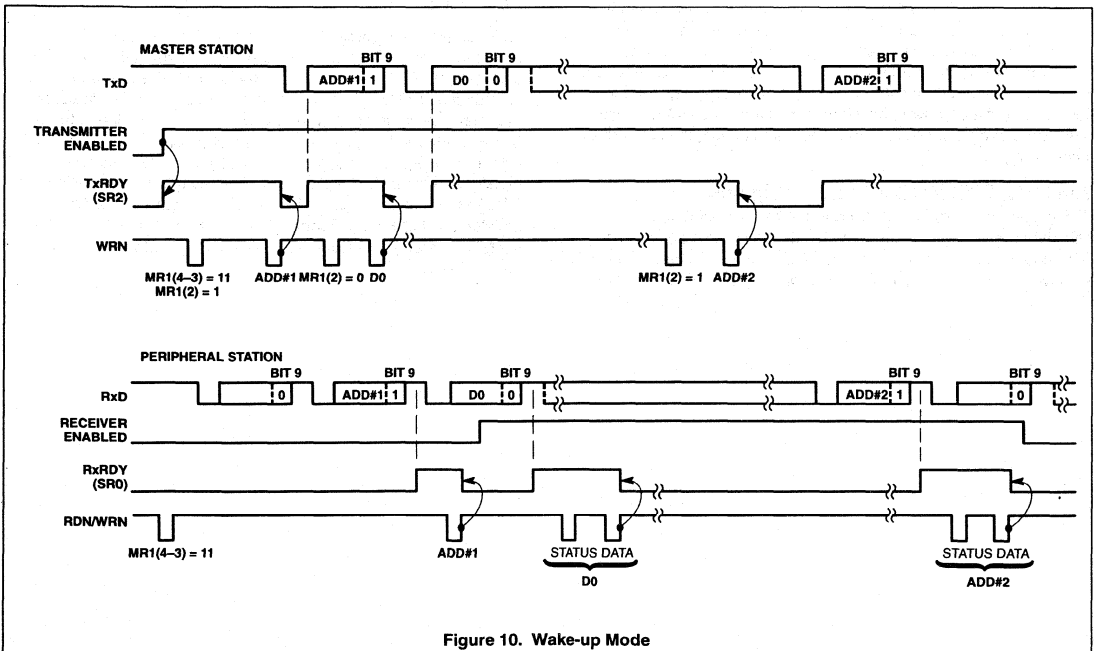 MASTER STATION
BIT 9 BIT 9 BIT 9
TxD ADD#1 1 D0 0 ADD#2 1
TRANSMITTER
ENABLED
TxRDY
(SR2)
WRN
MR1(4–3) = 11 ADD#1 MR1(2) = 0 D0 MR1(2) = 1 ADD#2
MR1(2) = 1
PERIPHERAL STATION
BIT 9 BIT 9 BIT 9 BIT 9 BIT 9
RxD 0 ADD#1 1 D0 0 ADD#2 1 0
RECEIVER
ENABLED
RxRDY
(SR0)
RDN/WRN
MR1(4–3) = 11 ADD#1 STATUS DATA STATUS DATA
D0 ADD#2
Figure 10. Wake-up Mode